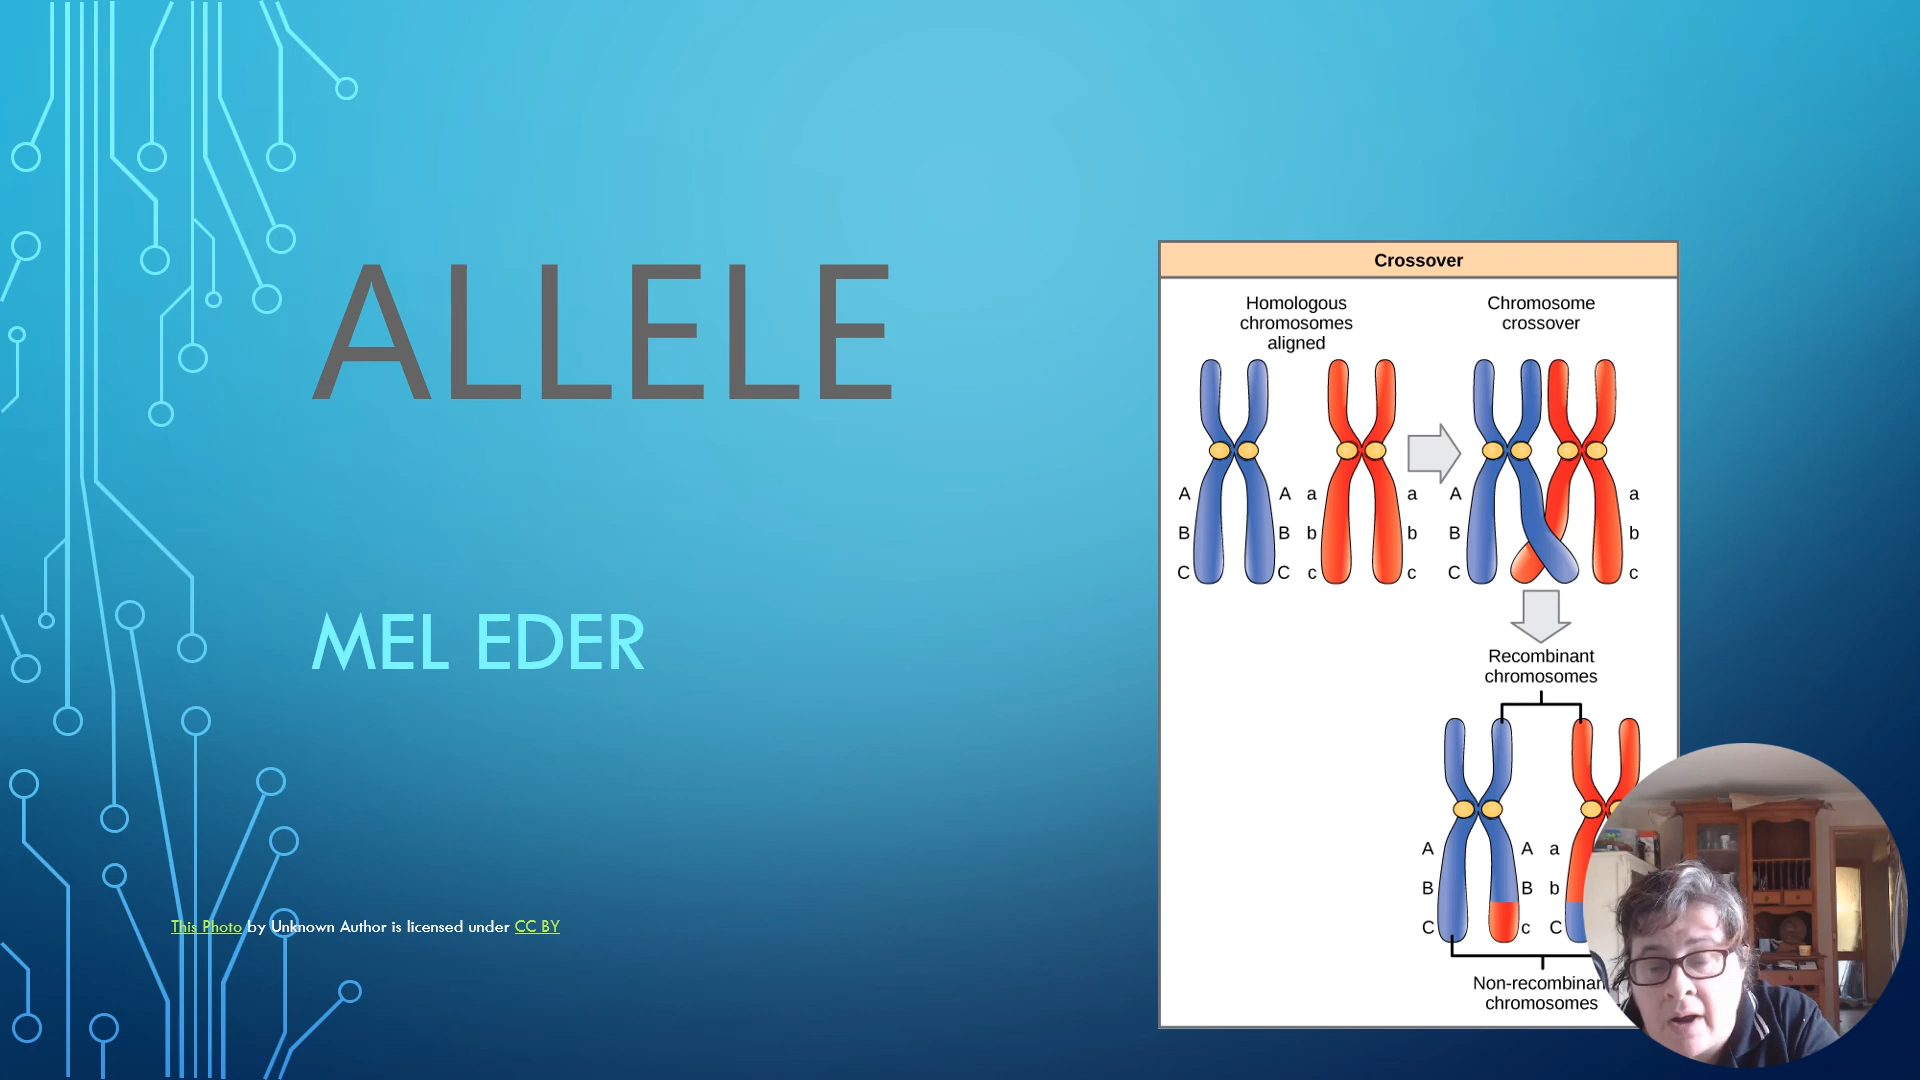 ALLELE
MEL EDER
This Photo by Unknown Author is licensed under CC BY
Crossover
Homologous
chromosomes
aligned
Chromosome
crossover
A A a a A a
B B b b B b
C C c c C c
Recombinant
chromosomes
A A a
B B b
C c C
Non-recombinan
chromosomes